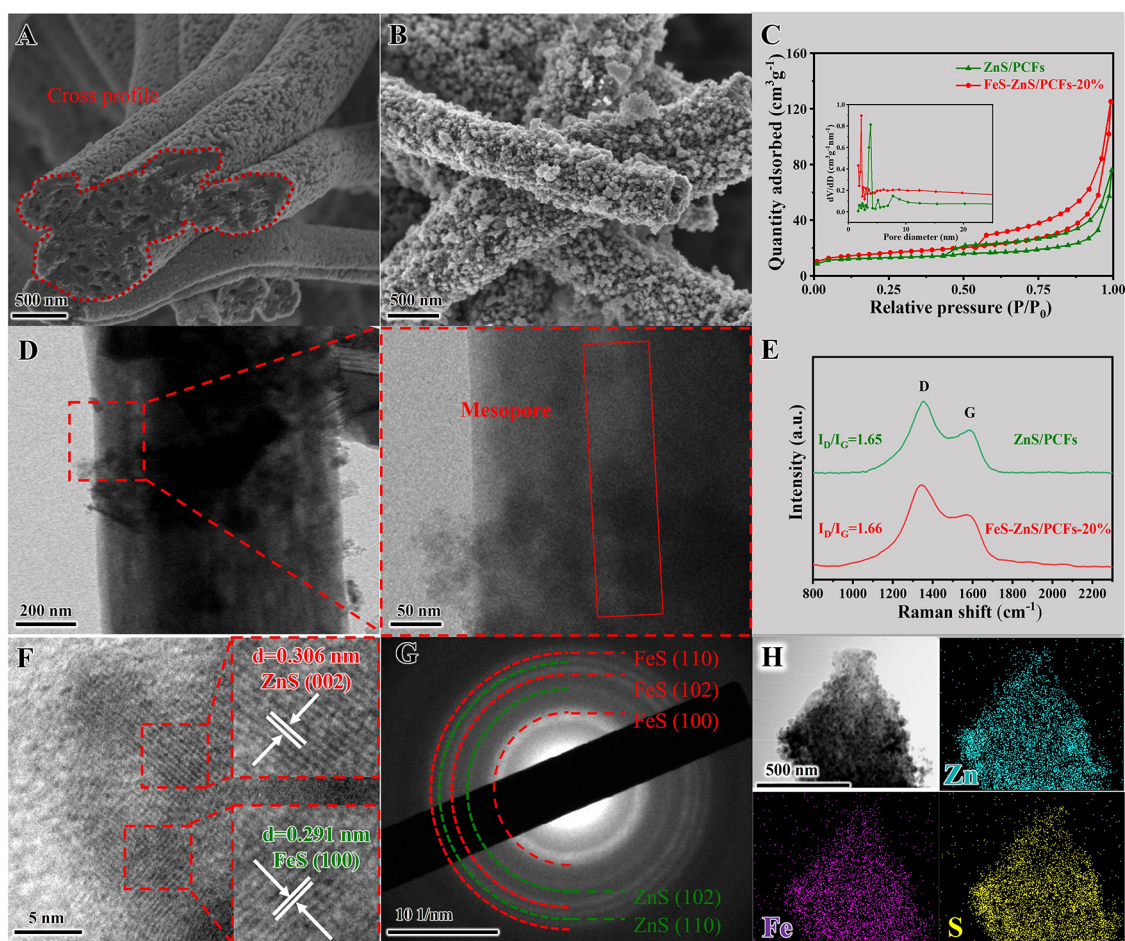 A
Cross profile
500 nm
B
500 nm
C
Quantity adsorbed (cm³g⁻¹)
160
120
80
40
0
ZnS/PCFs
FeS-ZnS/PCFs-20%
dV/dD (cm³g⁻¹nm⁻¹)
1.0
0.8
0.6
0.4
0.2
0.0
0
10
20
Pore diameter (nm)
0.00
0.25
0.50
0.75
1.00
Relative pressure (P/P₀)
D
200 nm
Mesopore
50 nm
E
Intensity (a.u.)
D
G
I_D/I_G=1.65
ZnS/PCFs
I_D/I_G=1.66
FeS-ZnS/PCFs-20%
800
1000
1200
1400
1600
1800
2000
2200
Raman shift (cm⁻¹)
F
d=0.306 nm
ZnS (002)
d=0.291 nm
FeS (100)
5 nm
G
FeS (110)
FeS (102)
FeS (100)
ZnS (102)
ZnS (110)
10 1/nm
H
500 nm
Zn
Fe
S